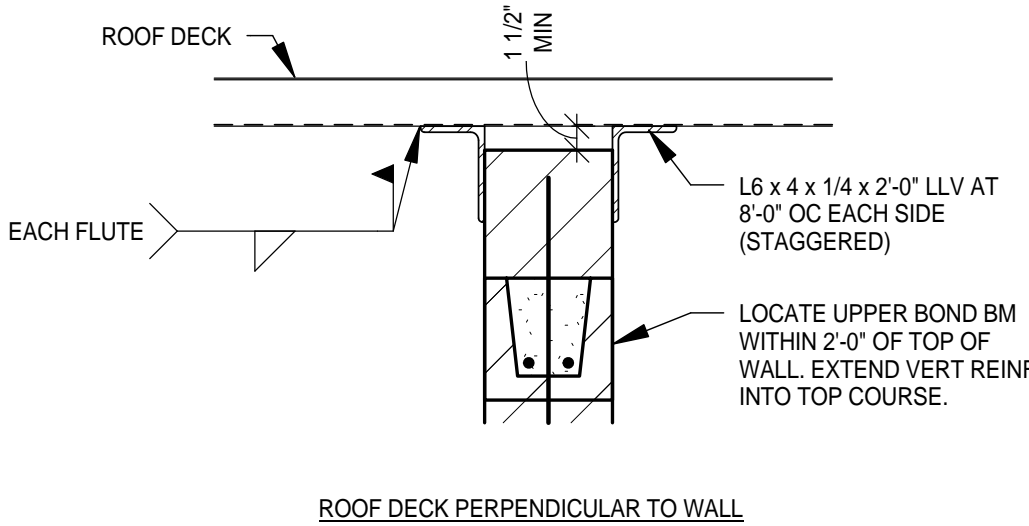 ROOF DECK
1 1/2"
MIN
EACH FLUTE
L6 x 4 x 1/4 x 2'-0" LLV AT
8'-0" OC EACH SIDE
(STAGGERED)
LOCATE UPPER BOND BM
WITHIN 2'-0" OF TOP OF
WALL. EXTEND VERT REINF
INTO TOP COURSE.
ROOF DECK PERPENDICULAR TO WALL